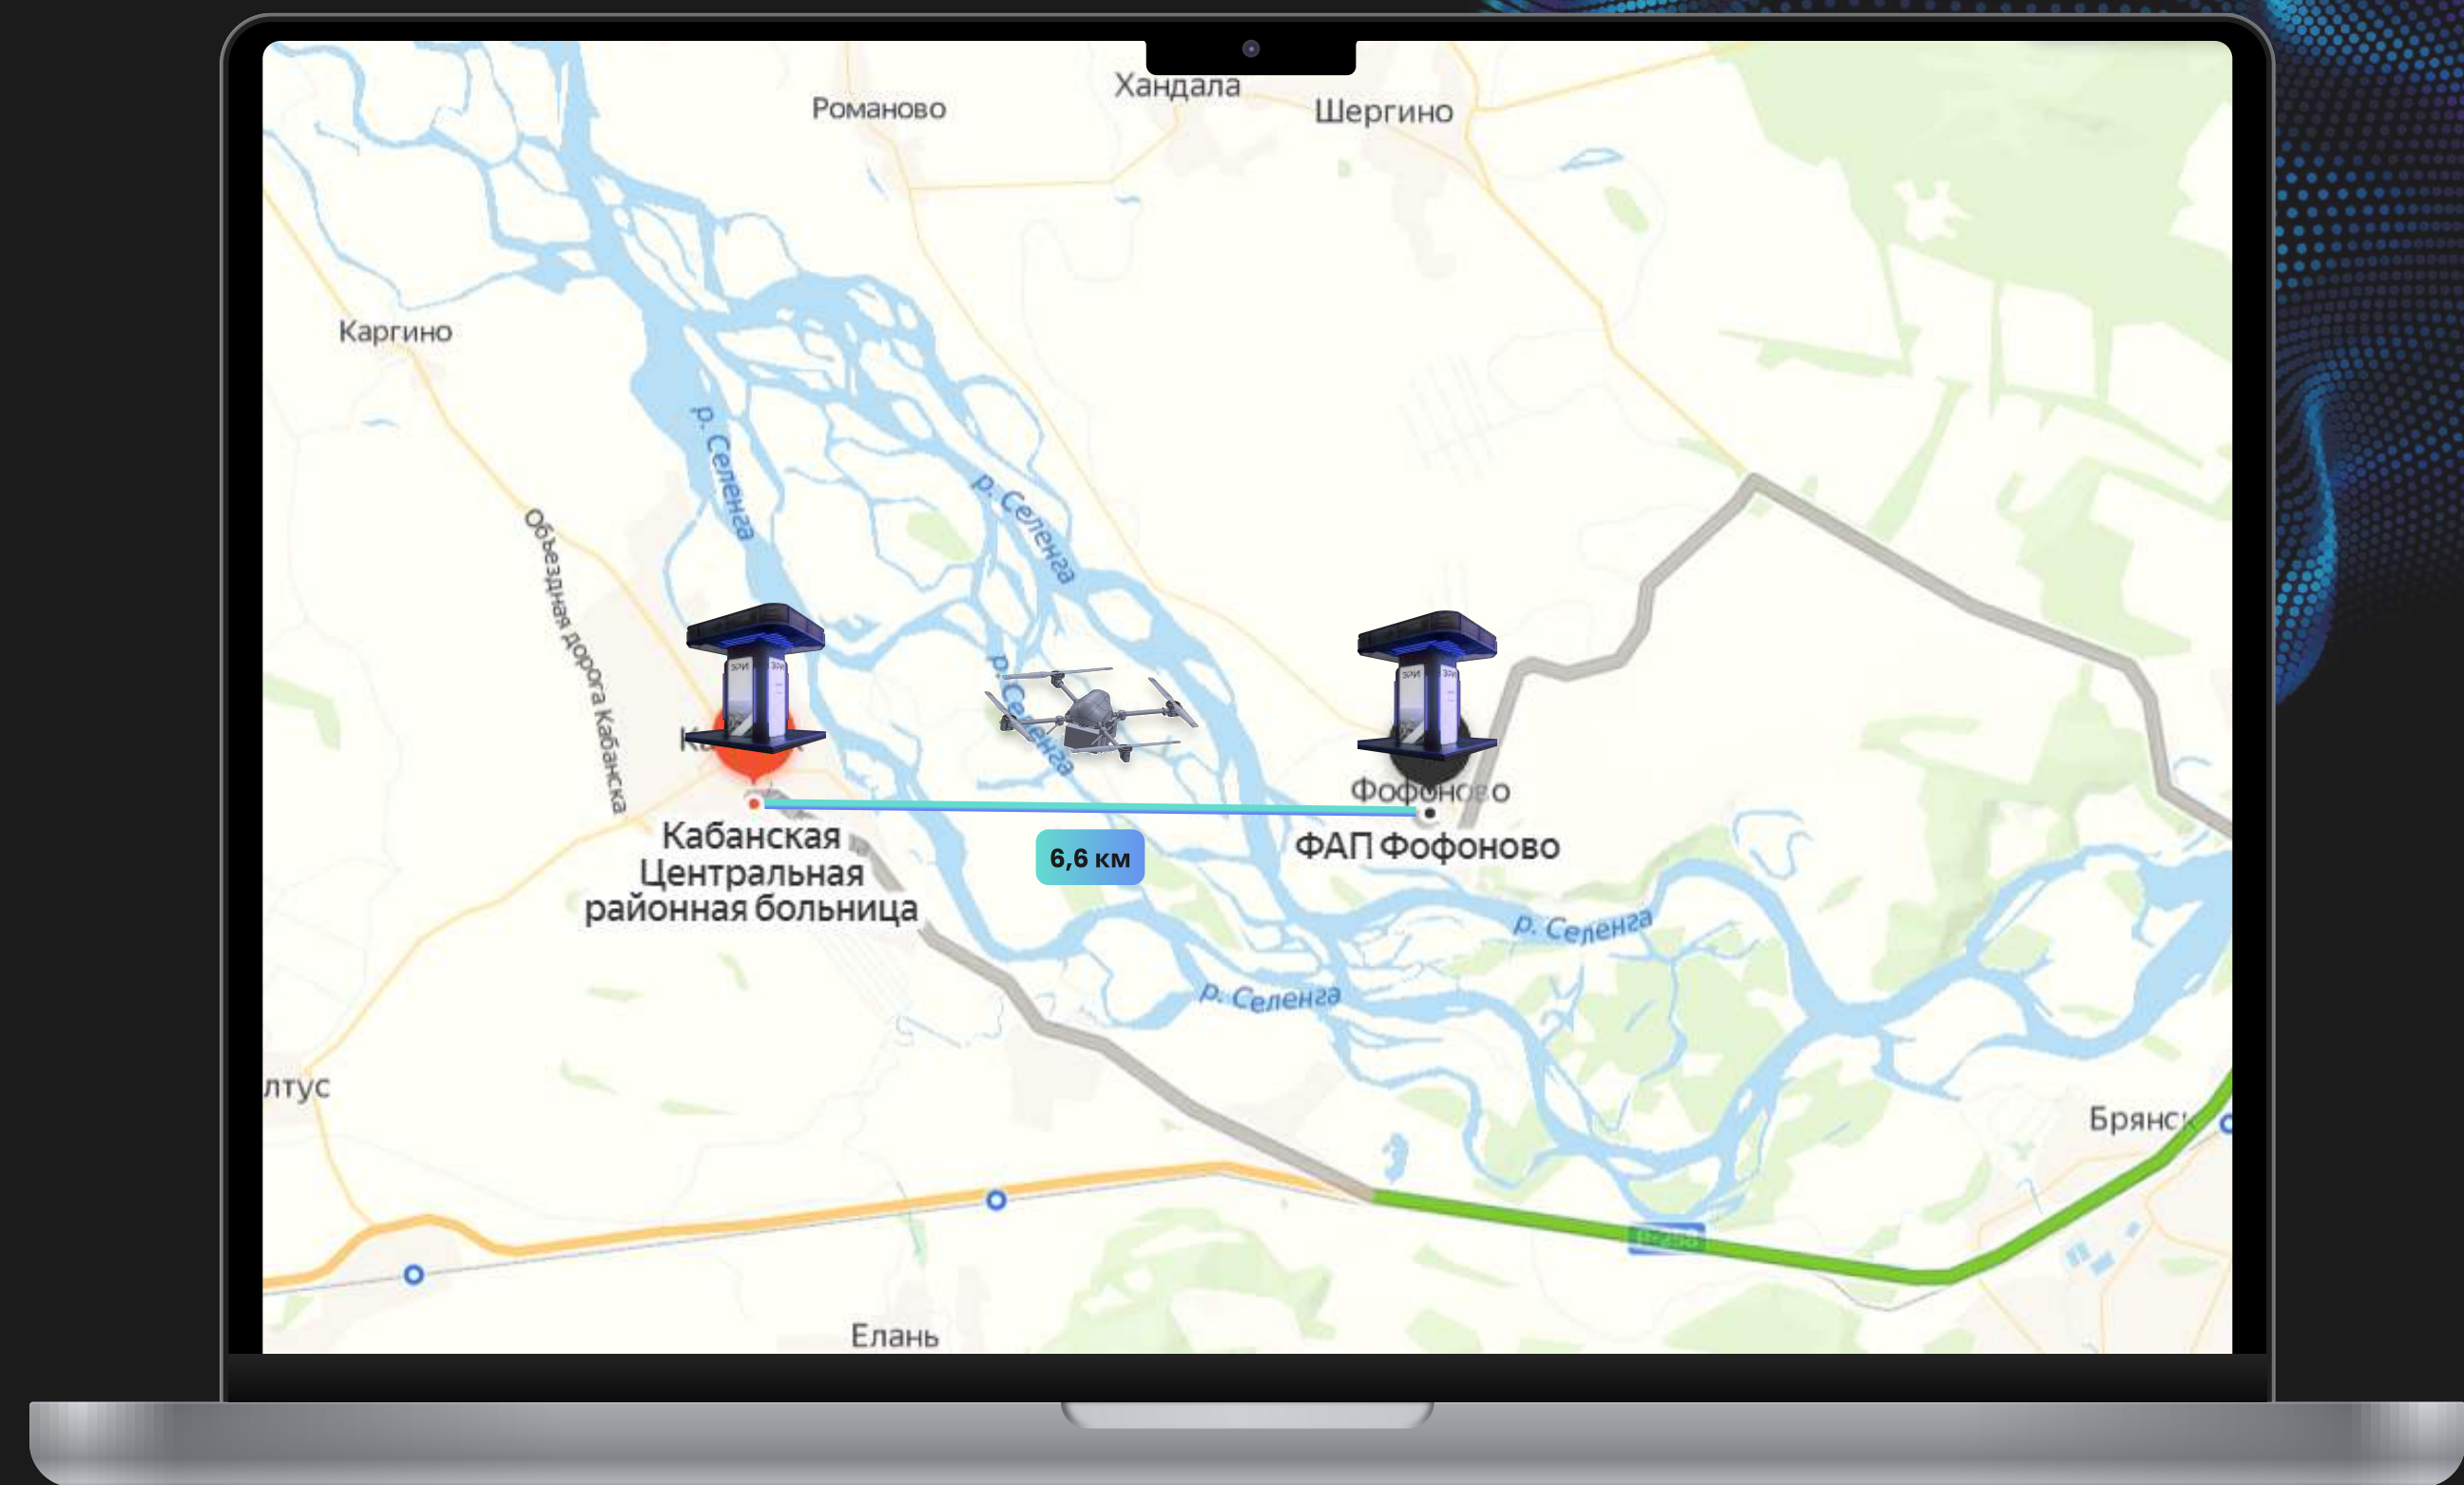 Хандала
Романово
Шергино
Каргино
р. Селенга
р. Селенга
Объездная дорога Кабанска
р. Селенга
Фофоново
Кабанская
Центральная
районная больница
6,6 км
ФАП Фофоново
р. Селенга
р. Селенга
лтус
Брянск
Елань